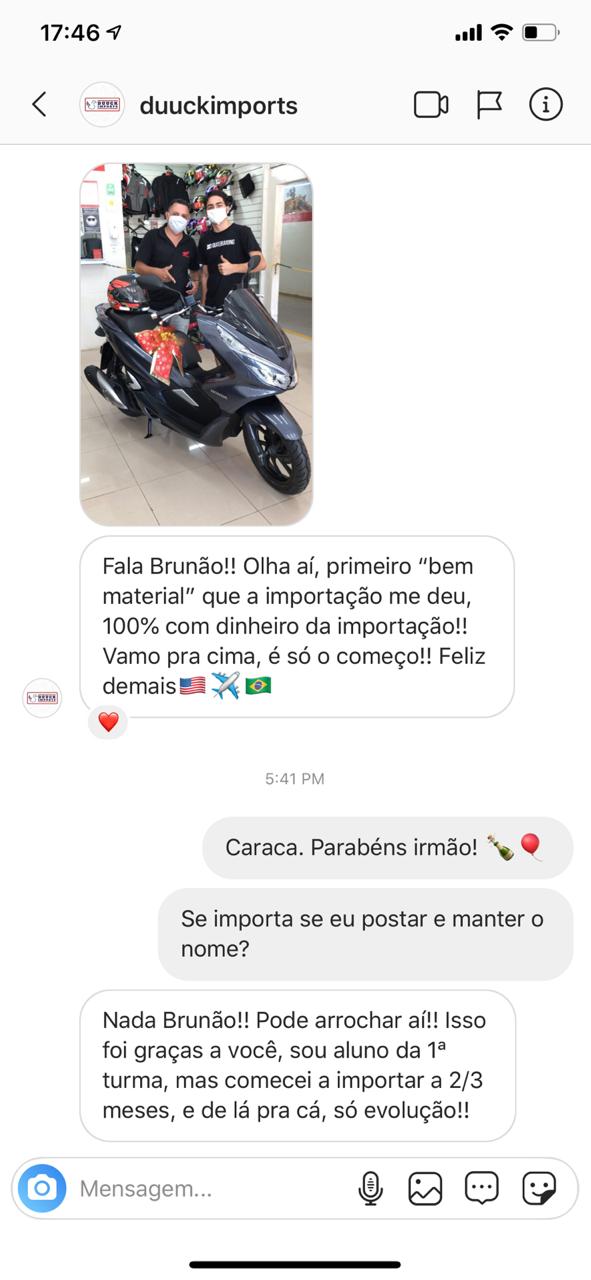 17:46
duuckimports
Fala Brunão!! Olha aí, primeiro “bem
material” que a importação me deu,
100% com dinheiro da importação!!
Vamo pra cima, é só o começo!! Feliz
demais🇺🇸✈️🇧🇷
❤️
5:41 PM
Caraca. Parabéns irmão! 🍾🎈
Se importa se eu postar e manter o
nome?
Nada Brunão!! Pode arrochar aí!! Isso
foi graças a você, sou aluno da 1ª
turma, mas comecei a importar a 2/3
meses, e de lá pra cá, só evolução!!
Mensagem...